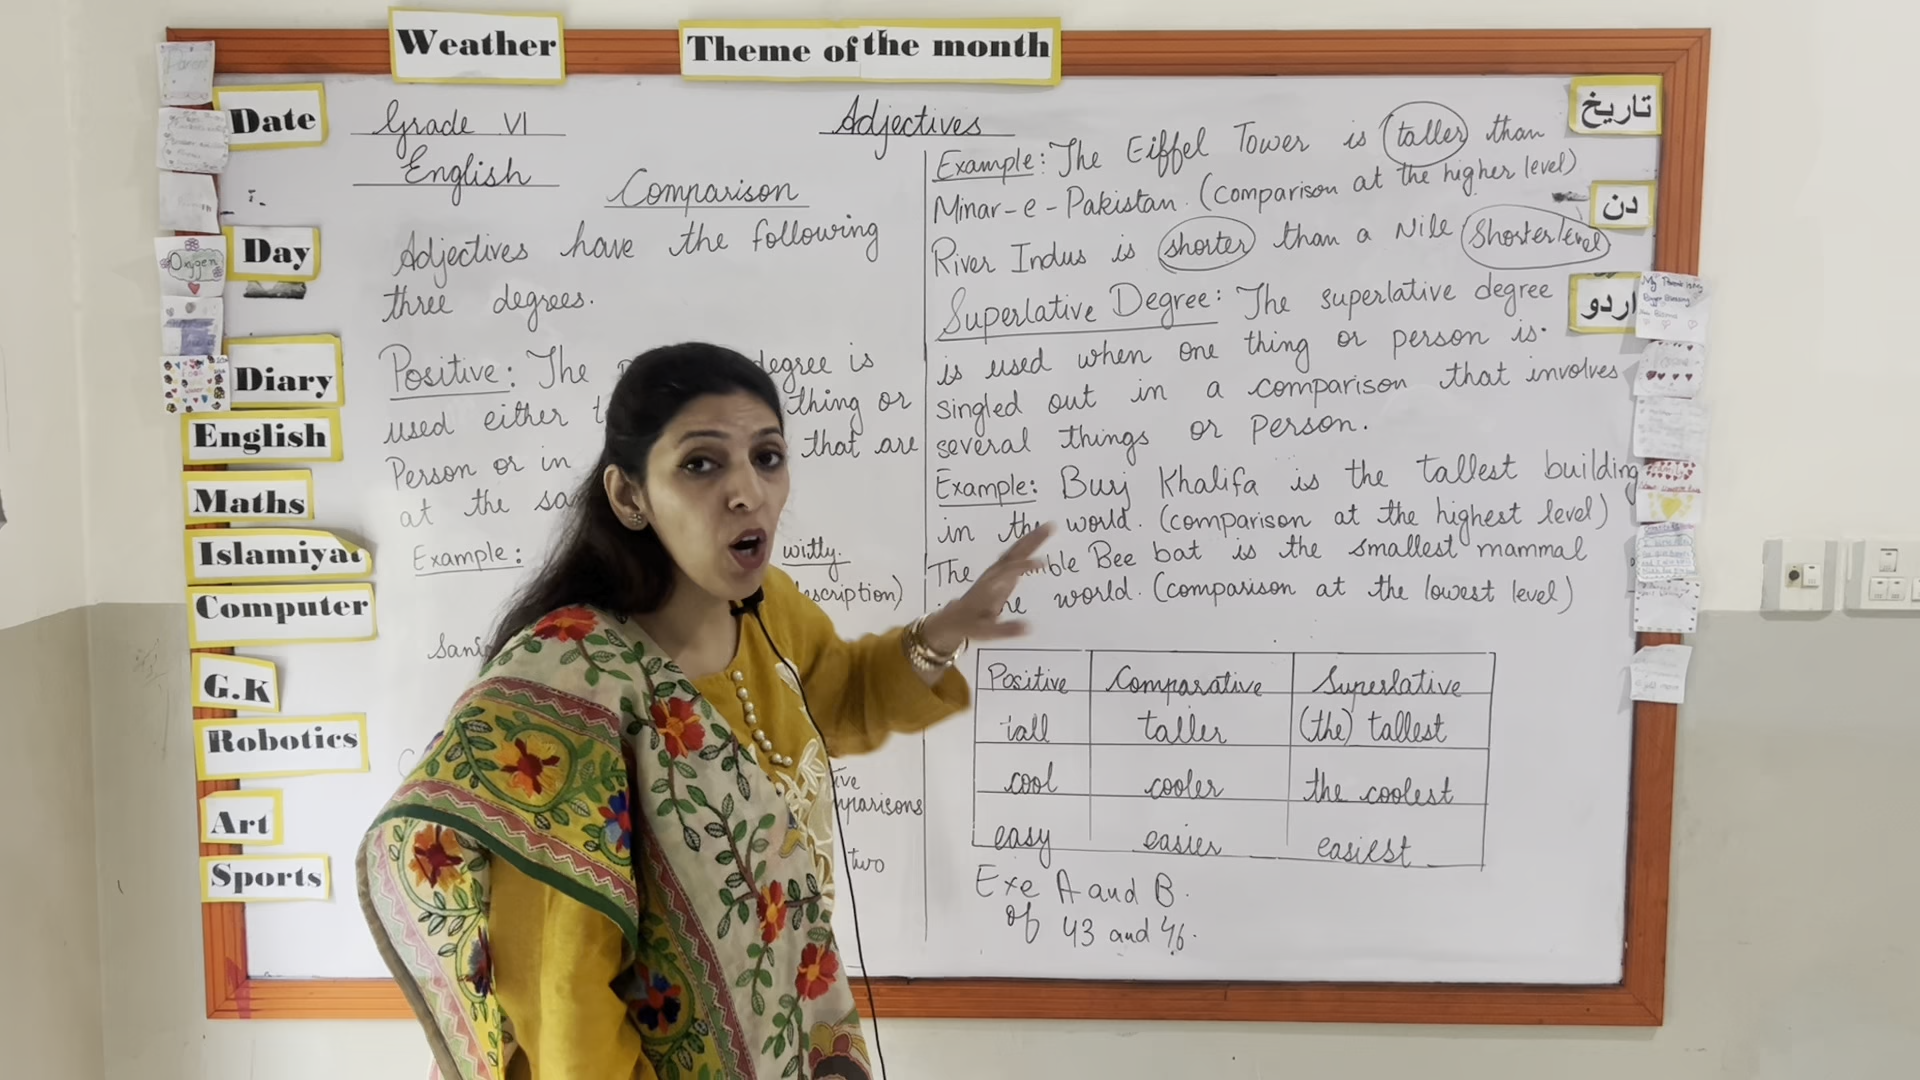 Weather
Theme of the month
Date
Day
Diary
English
Maths
Islamiyat
Computer
G.K
Robotics
Art
Sports
Oxygen
Grade VI
English
Adjectives
Comparison
Adjectives have the following
three degrees.
Positive: The degree is
used either thing or
Person or in that are
at the
Example:
witty.
two
Example: The Eiffel Tower is taller than
Minar-e-Pakistan. (comparison at the higher level)
River Indus is shorter than a Nile Shorter level
Superlative Degree: The superlative degree
is used when one thing or person is.
singled out in a comparison that involves
several things or person.
Example: Burj Khalifa is the tallest building
in the world. (comparison at the highest level)
The Bee bat is the smallest mammal
world. (comparison at the lowest level)
Positive Comparative Superlative
tall taller (the) tallest
cool cooler the coolest
easy easier easiest
Exe A and B.
of 43 and 46.
تاریخ
دن
اردو